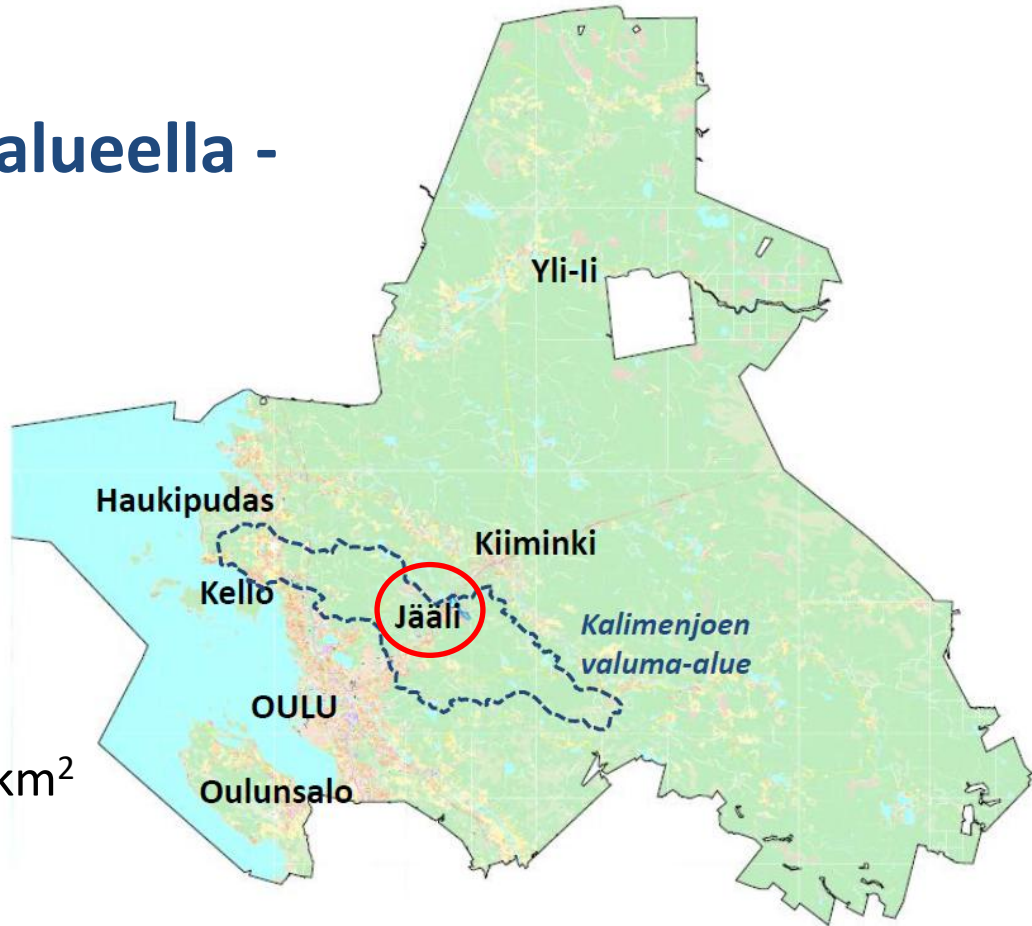 alueella -
Yli-Ii
Haukipudas
Kiiminki
Kello
Jääli
Kalimenjoen
valuma-alue
OULU
km²
Oulunsalo